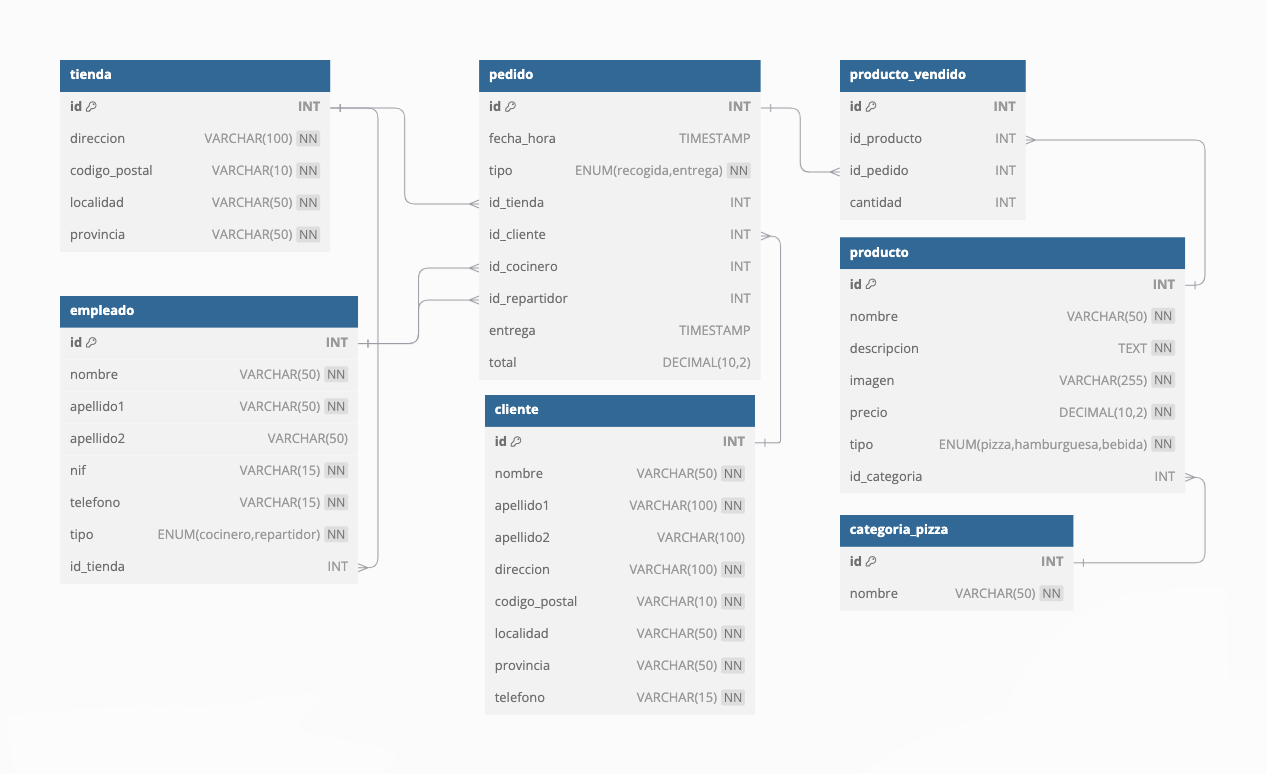 tienda
id INT
direccion VARCHAR(100) NN
codigo_postal VARCHAR(10) NN
localidad VARCHAR(50) NN
provincia VARCHAR(50) NN
empleado
id INT
nombre VARCHAR(50) NN
apellido1 VARCHAR(50) NN
apellido2 VARCHAR(50)
nif VARCHAR(15) NN
telefono VARCHAR(15) NN
tipo ENUM(cocinero,repartidor) NN
id_tienda INT
pedido
id INT
fecha_hora TIMESTAMP
tipo ENUM(recogida,entrega) NN
id_tienda INT
id_cliente INT
id_cocinero INT
id_repartidor INT
entrega TIMESTAMP
total DECIMAL(10,2)
cliente
id INT
nombre VARCHAR(50) NN
apellido1 VARCHAR(100) NN
apellido2 VARCHAR(100)
direccion VARCHAR(100) NN
codigo_postal VARCHAR(10) NN
localidad VARCHAR(50) NN
provincia VARCHAR(50) NN
telefono VARCHAR(15) NN
producto_vendido
id INT
id_producto INT
id_pedido INT
cantidad INT
producto
id INT
nombre VARCHAR(50) NN
descripcion TEXT NN
imagen VARCHAR(255) NN
precio DECIMAL(10,2) NN
tipo ENUM(pizza,hamburguesa,bebida) NN
id_categoria INT
categoria_pizza
id INT
nombre VARCHAR(50) NN